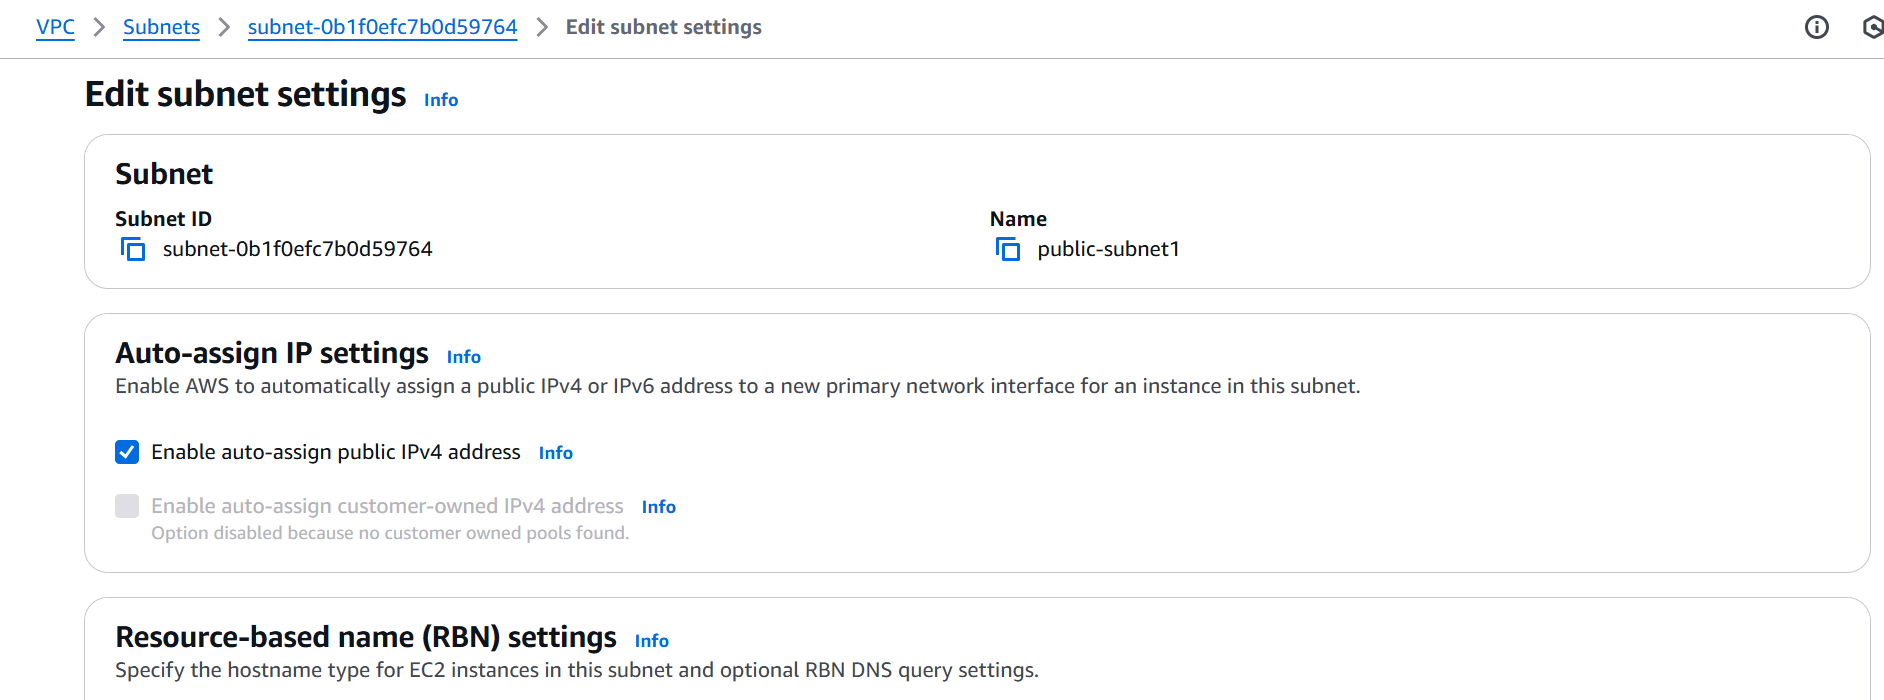 VPC > Subnets > subnet-0b1f0efc7b0d59764 > Edit subnet settings
Edit subnet settings Info
Subnet
Subnet ID Name
subnet-0b1f0efc7b0d59764 public-subnet1
Auto-assign IP settings Info
Enable AWS to automatically assign a public IPv4 or IPv6 address to a new primary network interface for an instance in this subnet.
Enable auto-assign public IPv4 address Info
Enable auto-assign customer-owned IPv4 address Info
Option disabled because no customer owned pools found.
Resource-based name (RBN) settings Info
Specify the hostname type for EC2 instances in this subnet and optional RBN DNS query settings.